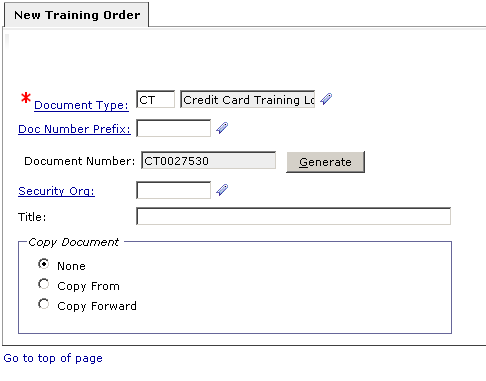 New Training Order
* Document Type: CT Credit Card Training Lo
Doc Number Prefix:
Document Number: CT0027530 Generate
Security Org:
Title:
Copy Document
None
Copy From
Copy Forward
Go to top of page